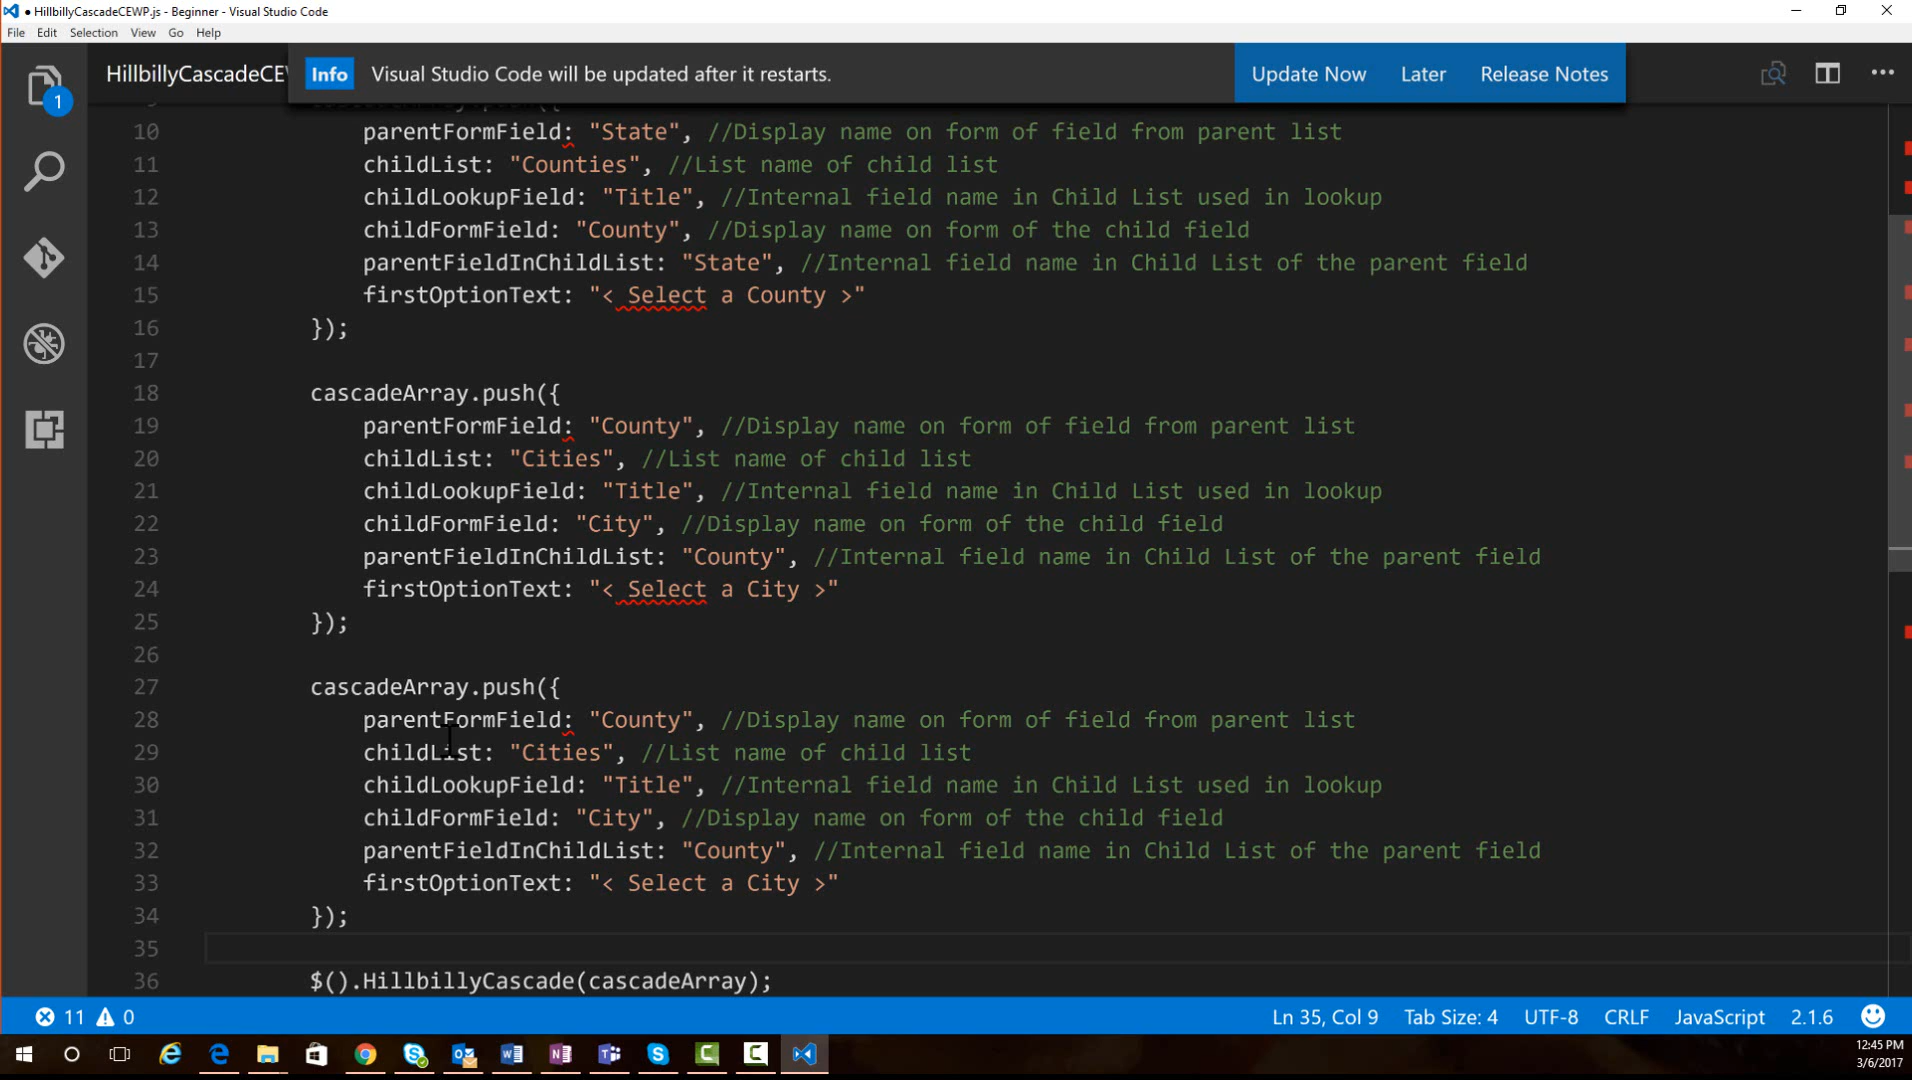 ● HillbillyCascadeCEWP.js - Beginner - Visual Studio Code
File Edit Selection View Go Help
HillbillyCascadeCEW
Info Visual Studio Code will be updated after it restarts. Update Now Later Release Notes
1
9 cascadeArray.push({
10 parentFormField: "State", //Display name on form of field from parent list
11 childList: "Counties", //List name of child list
12 childLookupField: "Title", //Internal field name in Child List used in lookup
13 childFormField: "County", //Display name on form of the child field
14 parentFieldInChildList: "State", //Internal field name in Child List of the parent field
15 firstOptionText: "< Select a County >"
16 });
17
18 cascadeArray.push({
19 parentFormField: "County", //Display name on form of field from parent list
20 childList: "Cities", //List name of child list
21 childLookupField: "Title", //Internal field name in Child List used in lookup
22 childFormField: "City", //Display name on form of the child field
23 parentFieldInChildList: "County", //Internal field name in Child List of the parent field
24 firstOptionText: "< Select a City >"
25 });
26
27 cascadeArray.push({
28 parentFormField: "County", //Display name on form of field from parent list
29 childList: "Cities", //List name of child list
30 childLookupField: "Title", //Internal field name in Child List used in lookup
31 childFormField: "City", //Display name on form of the child field
32 parentFieldInChildList: "County", //Internal field name in Child List of the parent field
33 firstOptionText: "< Select a City >"
34 });
35
36 $().HillbillyCascade(cascadeArray);
11 0 Ln 35, Col 9 Tab Size: 4 UTF-8 CRLF JavaScript 2.1.6
12:45 PM
3/6/2017